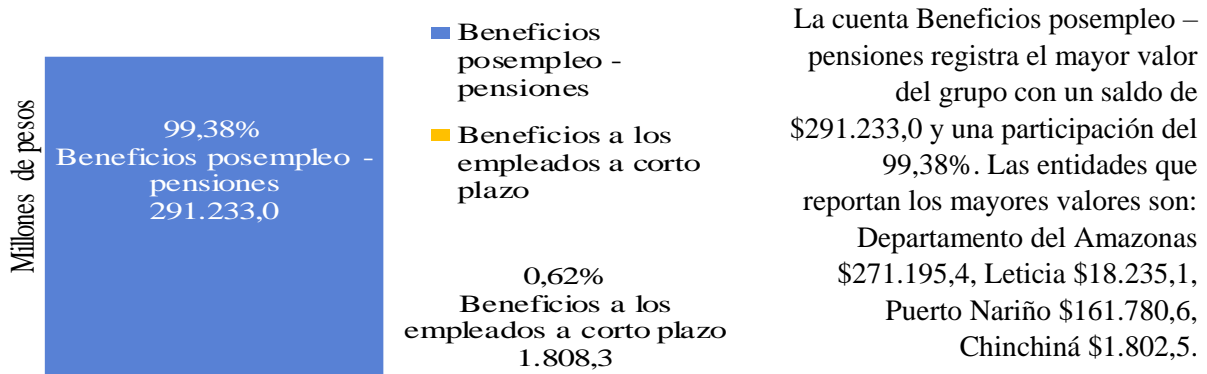 Millones de pesos
99,38%
Beneficios posempleo -
pensiones
291.233,0
Beneficios
posempleo -
pensiones
Beneficios a los
empleados a corto
plazo
0,62%
Beneficios a los
empleados a corto plazo
1.808,3
La cuenta Beneficios posempleo –
pensiones registra el mayor valor
del grupo con un saldo de
$291.233,0 y una participación del
99,38%. Las entidades que
reportan los mayores valores son:
Departamento del Amazonas
$271.195,4, Leticia $18.235,1,
Puerto Nariño $161.780,6,
Chinchiná $1.802,5.